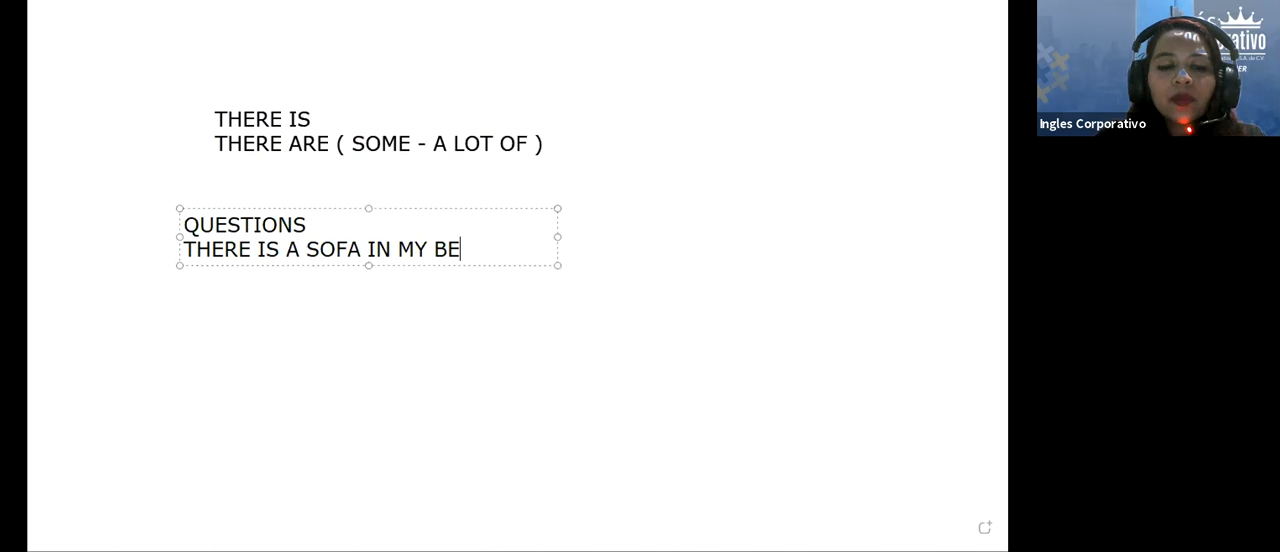 THERE IS
THERE ARE ( SOME - A LOT OF )
QUESTIONS
THERE IS A SOFA IN MY BE
Ingles Corporativo